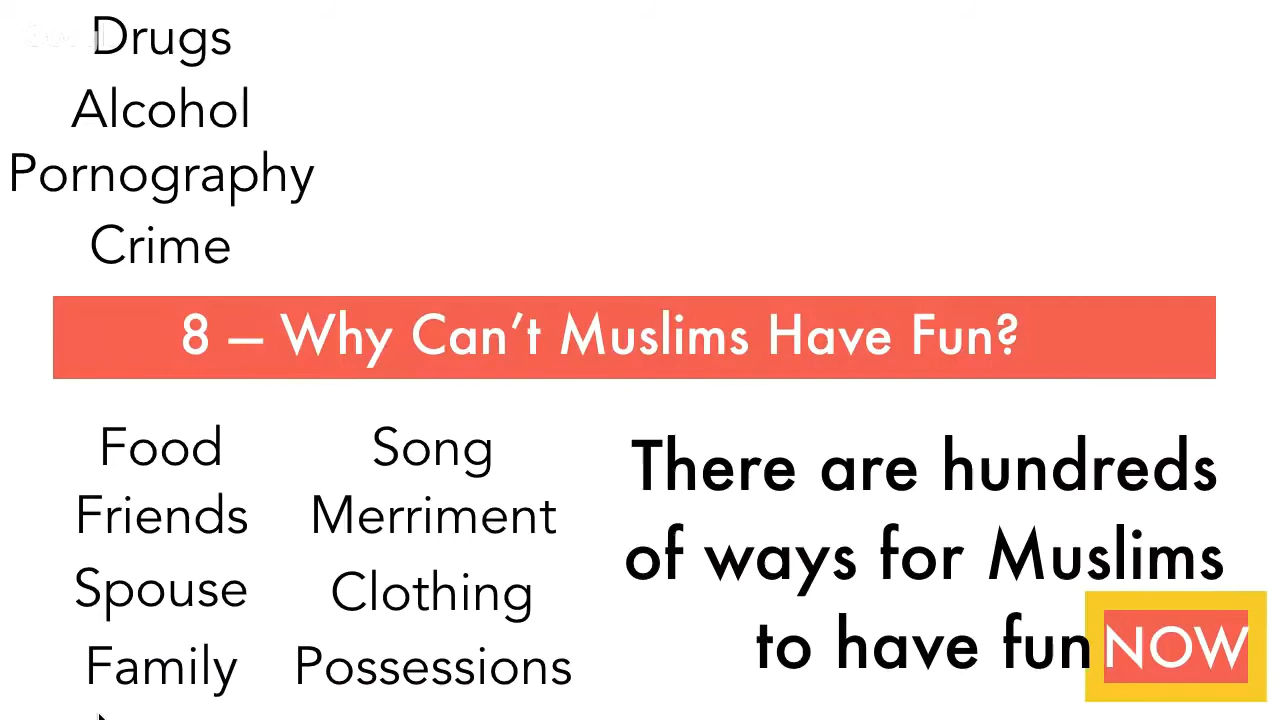 Drugs
Alcohol
Pornography
Crime
8 – Why Can’t Muslims Have Fun?
Food
Friends
Spouse
Family
Song
Merriment
Clothing
Possessions
There are hundreds
of ways for Muslims
to have fun NOW